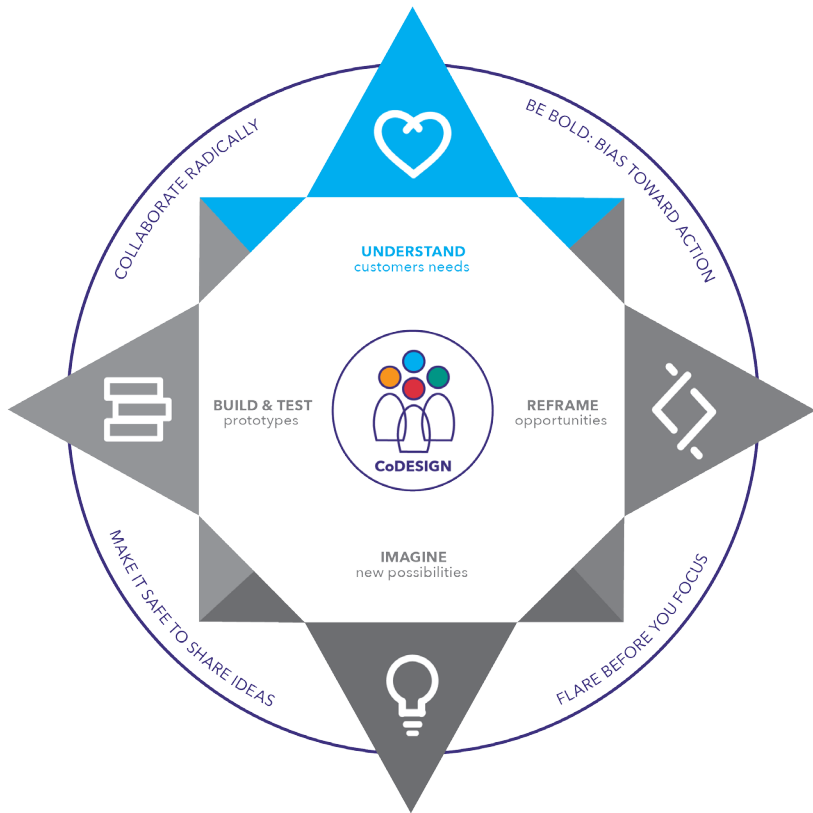 COLLABORATE RADICALLY
BE BOLD: BIAS TOWARD ACTION
UNDERSTAND
customers needs
BUILD & TEST
prototypes
CoDESIGN
REFRAME
opportunities
IMAGINE
new possibilities
MAKE IT SAFE TO SHARE IDEAS
FLARE BEFORE YOU FOCUS